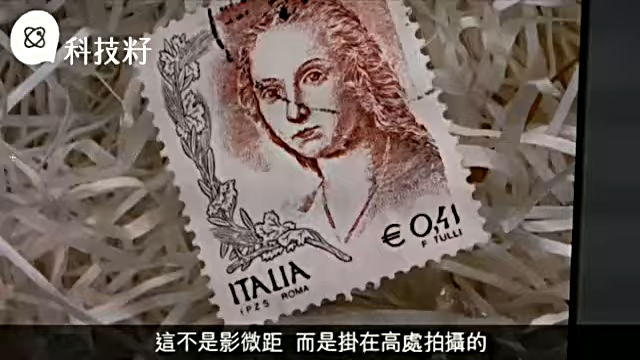 科技籽
€ 0,41
F. TULLI
ITALIA
IPZS ROMA
這不是影微距 而是掛在高處拍攝的